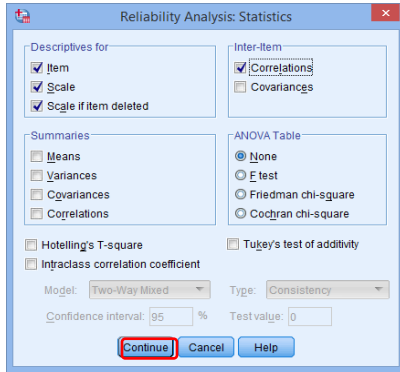 Reliability Analysis: Statistics
Descriptives for
Item
Scale
Scale if item deleted
Inter-Item
Correlations
Covariances
Summaries
Means
Variances
Covariances
Correlations
ANOVA Table
None
F test
Friedman chi-square
Cochran chi-square
Hotelling's T-square
Tukey's test of additivity
Intraclass correlation coefficient
Model: Two-Way Mixed Type: Consistency
Confidence interval: 95 % Test value: 0
Continue Cancel Help